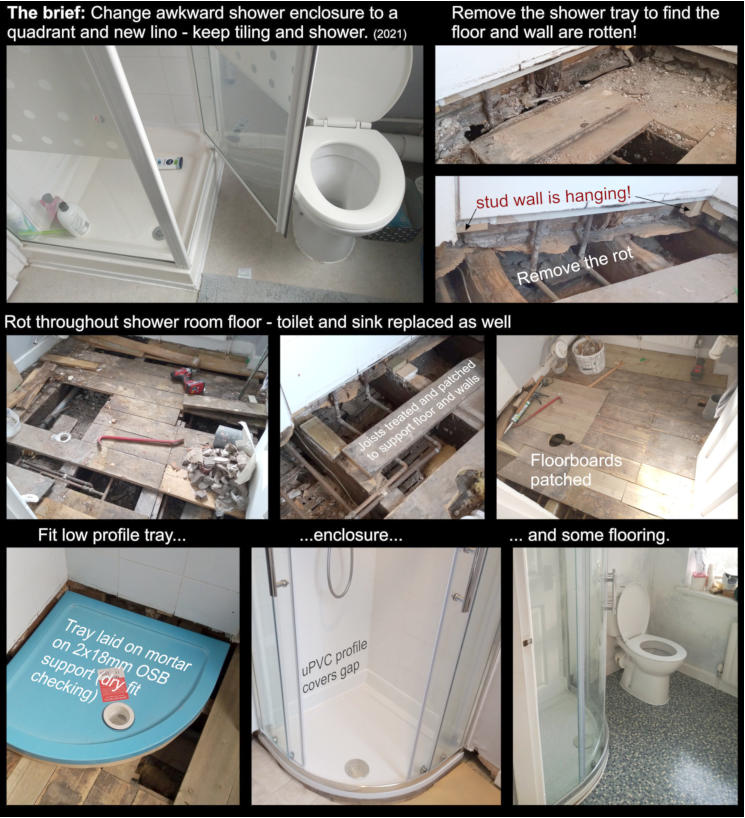 The brief: Change awkward shower enclosure to a
quadrant and new lino - keep tiling and shower. (2021)
Remove the shower tray to find the
floor and wall are rotten!
stud wall is hanging!
Remove the rot
Rot throughout shower room floor - toilet and sink replaced as well
Joists treated and patched
to support floor and walls
Floorboards
patched
Fit low profile tray...
...enclosure...
... and some flooring.
Tray laid on mortar
on 2x18mm OSB
support (dry fit
checking)
uPVC profile
covers gap